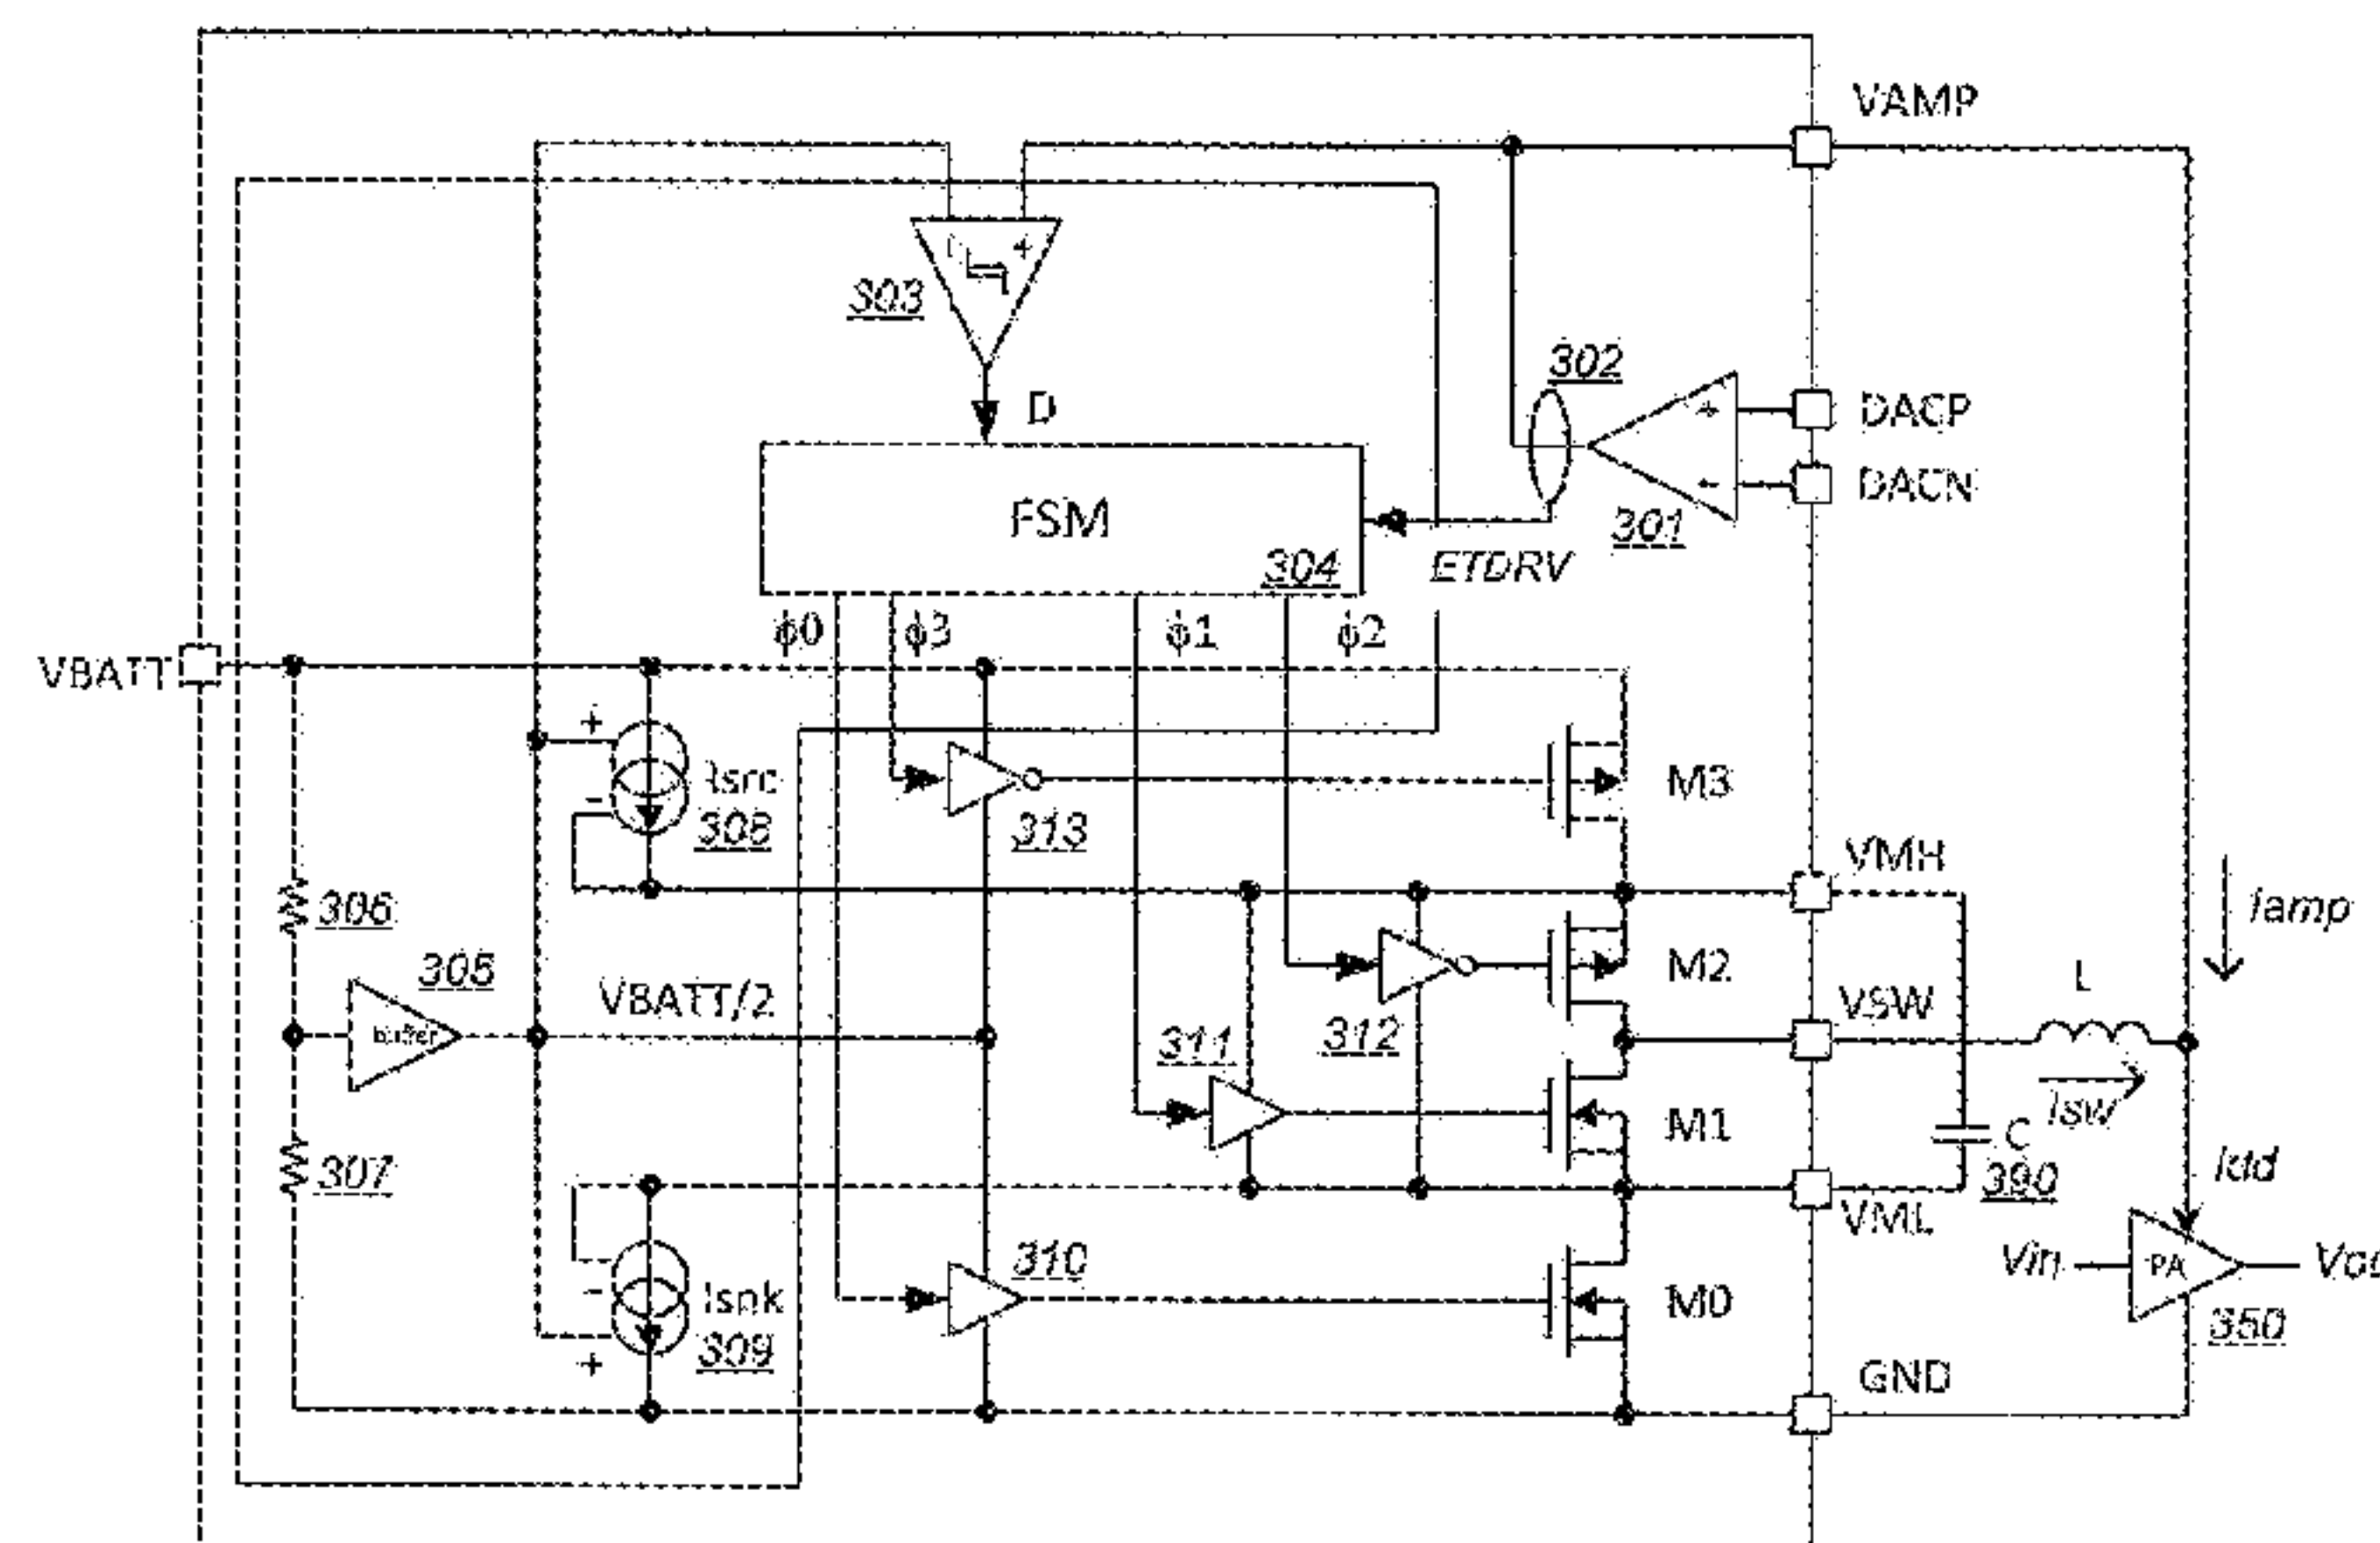 VAMP
303
302
D
DACP
DACN
FSM
304
301
ETDRV
ϕ0
ϕ3
ϕ1
ϕ2
VBATT
+
-
Isrc
308
313
M3
VMH
Iamp
306
305
buffer
VBATT/2
312
M2
VSW
L
311
Isw
M1
C
390
Idd
307
VML
310
Vin
PA
-
Isnk
309
+
M0
350
GND